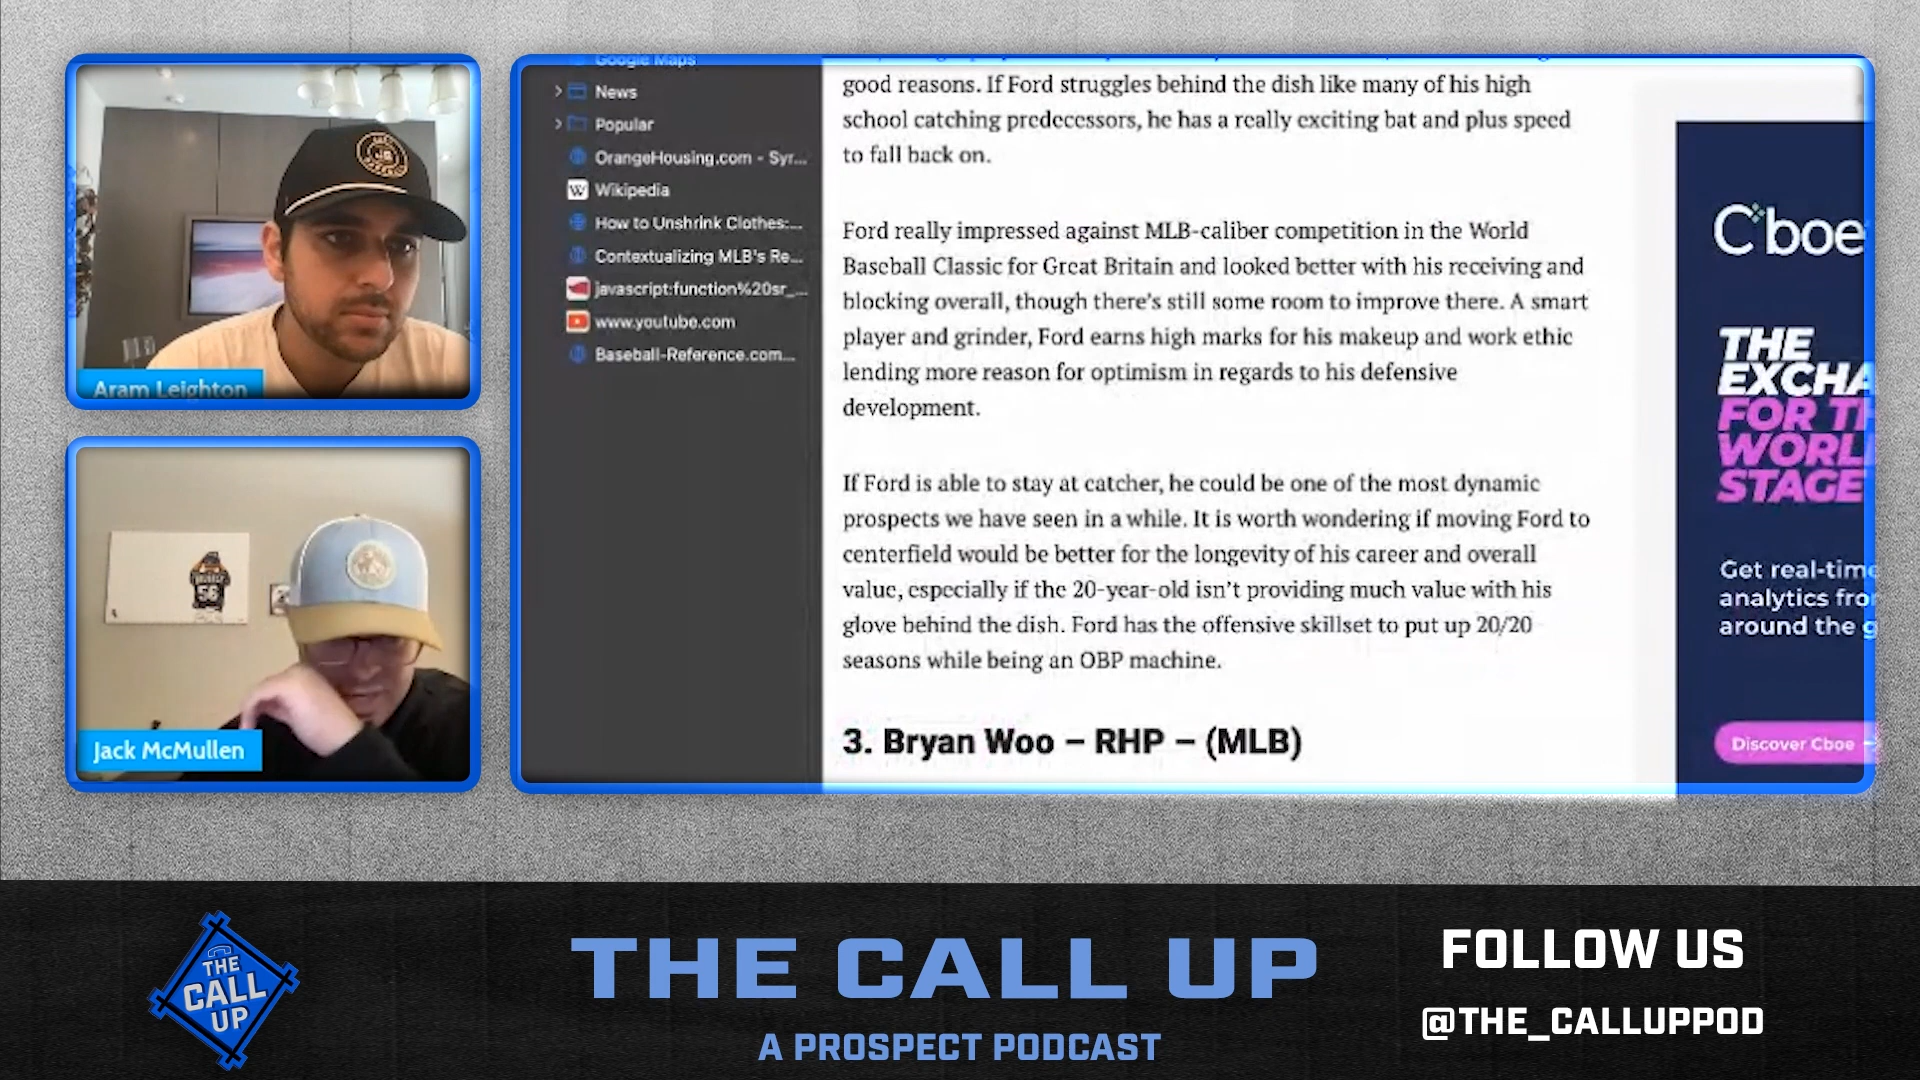 Aram Leighton
Jack McMullen
Google Maps
News
Popular
OrangeHousing.com - Syr...
Wikipedia
How to Unshrink Clothes:...
Contextualizing MLB's Re...
javascript:function%20sr_...
www.youtube.com
Baseball-Reference.com...
good reasons. If Ford struggles behind the dish like many of his high
school catching predecessors, he has a really exciting bat and plus speed
to fall back on.
Ford really impressed against MLB-caliber competition in the World
Baseball Classic for Great Britain and looked better with his receiving and
blocking overall, though there's still some room to improve there. A smart
player and grinder, Ford earns high marks for his makeup and work ethic
lending more reason for optimism in regards to his defensive
development.
If Ford is able to stay at catcher, he could be one of the most dynamic
prospects we have seen in a while. It is worth wondering if moving Ford to
centerfield would be better for the longevity of his career and overall
value, especially if the 20-year-old isn't providing much value with his
glove behind the dish. Ford has the offensive skillset to put up 20/20
seasons while being an OBP machine.
3. Bryan Woo – RHP – (MLB)
Cboe
THE
EXCHA
FOR TH
WORL
STAGE
Get real-time
analytics fro
around the g
Discover Cboe
THE
CALL
UP
THE CALL UP
A PROSPECT PODCAST
FOLLOW US
@THE_CALLUPPOD